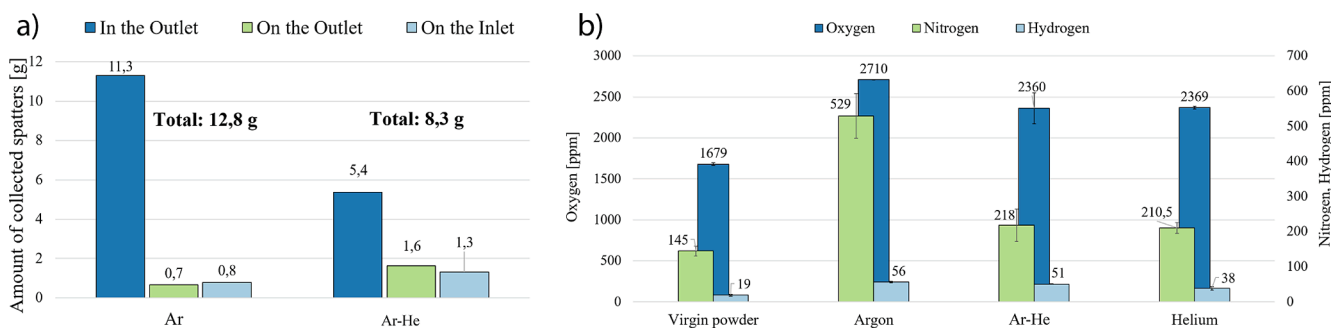 a)
In the Outlet
On the Outlet
On the Inlet
Amount of collected spatters [g]
12
10
8
6
4
2
0
11,3
0,7
0,8
Total: 12,8 g
5,4
1,6
1,3
Total: 8,3 g
Ar
Ar-He
b)
Oxygen
Nitrogen
Hydrogen
Oxygen [ppm]
3000
2500
2000
1500
1000
500
0
145
1679
19
529
2710
56
218
2360
51
210,5
2369
38
Virgin powder
Argon
Ar-He
Helium
700
600
500
400
300
200
100
0
Nitrogen, Hydrogen [ppm]